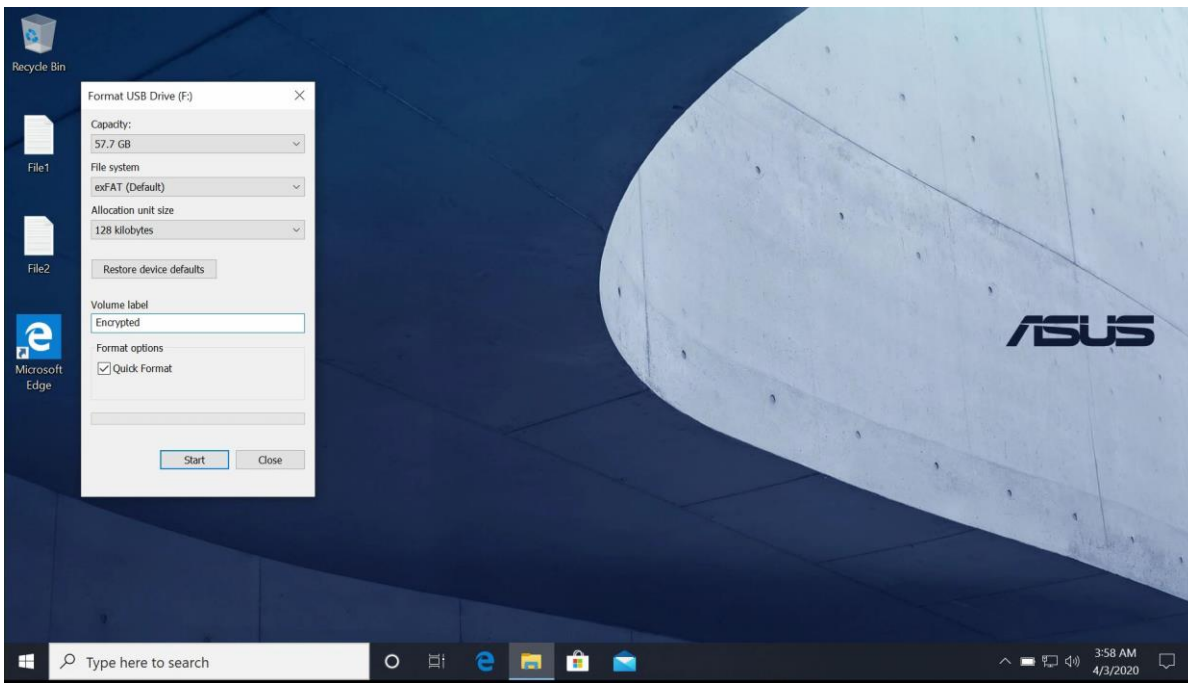 Recycle Bin
File1
File2
Microsoft
Edge
Format USB Drive (F:)
Capacity:
57.7 GB
File system
exFAT (Default)
Allocation unit size
128 kilobytes
Restore device defaults
Volume label
Encrypted
Format options
Quick Format
Start Close
ASUS
Type here to search
3:58 AM
4/3/2020